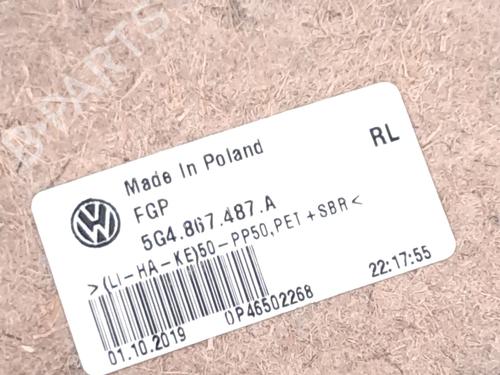 B-PARTS
Made In Poland
RL
FGP
5G4.867.487.A
>(LI-HA-KE)50-PP50,PET+SBR<
01.10.2019 0P46502268 22:17:55